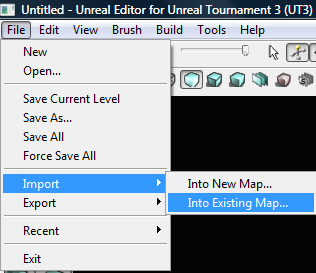 Untitled - Unreal Editor for Unreal Tournament 3 (UT3)
File Edit View Brush Build Tools Help
New
Open...
Save Current Level
Save As...
Save All
Force Save All
Import Into New Map...
Export Into Existing Map...
Recent
Exit